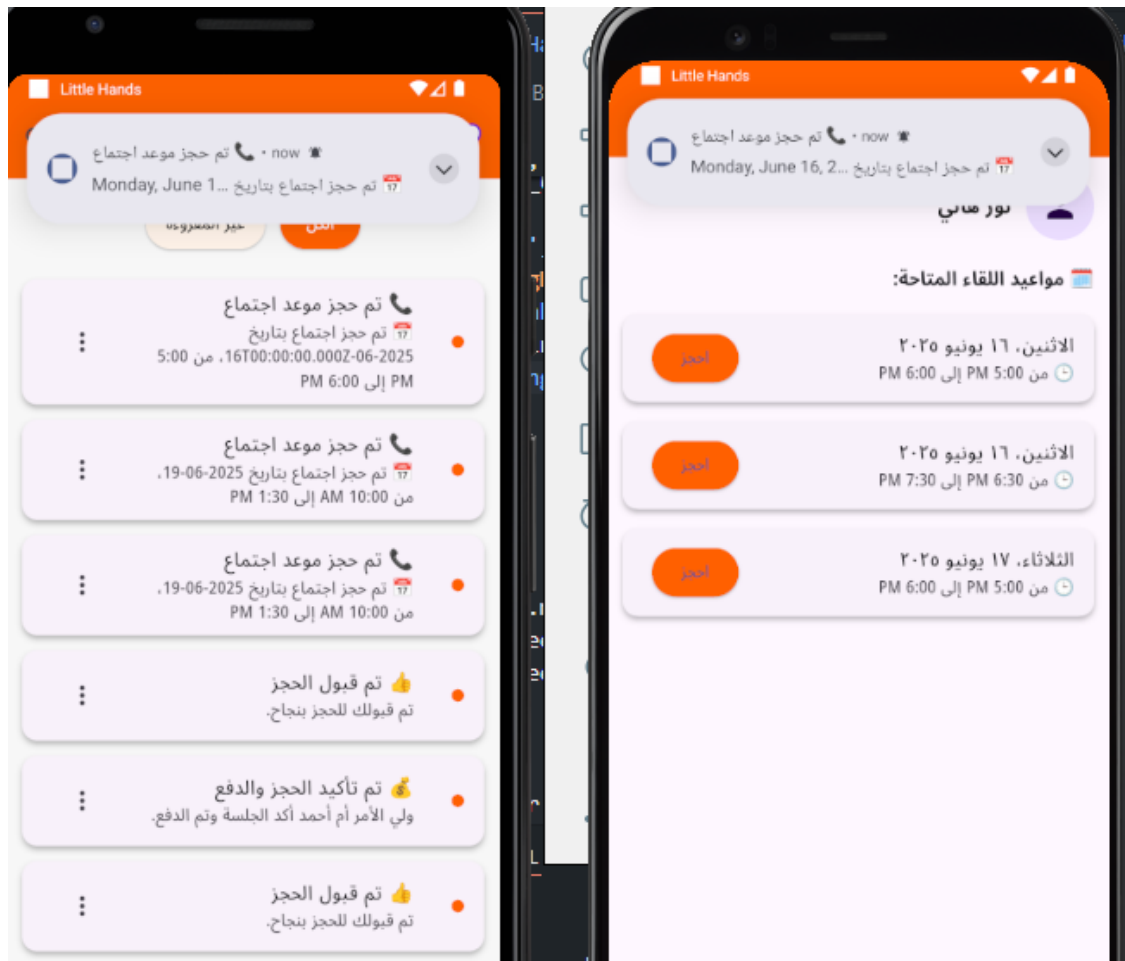 Little Hands
now • 📞 تم حجز موعد اجتماع
📅 تم حجز اجتماع بتاريخ Monday, June 1...
الكل
غير المقروءة
📞 تم حجز موعد اجتماع
📅 تم حجز اجتماع بتاريخ
16T00:00:00.000Z-06-2025، من 5:00
PM إلى 6:00 PM
📞 تم حجز موعد اجتماع
📅 تم حجز اجتماع بتاريخ 2025-06-19،
من 10:00 AM إلى 1:30 PM
📞 تم حجز موعد اجتماع
📅 تم حجز اجتماع بتاريخ 2025-06-19،
من 10:00 AM إلى 1:30 PM
👍 تم قبول الحجز
تم قبولك للحجز بنجاح.
💰 تم تأكيد الحجز والدفع
ولي الأمر أم أحمد أكد الجلسة وتم الدفع.
👍 تم قبول الحجز
تم قبولك للحجز بنجاح.
Little Hands
now • 📞 تم حجز موعد اجتماع
📅 تم حجز اجتماع بتاريخ Monday, June 16, 2...
نور هاني
🗓️ مواعيد اللقاء المتاحة:
الاثنين، ١٦ يونيو ٢٠٢٥
🕒 من 5:00 PM إلى 6:00 PM
احجز
الاثنين، ١٦ يونيو ٢٠٢٥
🕒 من 6:30 PM إلى 7:30 PM
احجز
الثلاثاء، ١٧ يونيو ٢٠٢٥
🕒 من 5:00 PM إلى 6:00 PM
احجز